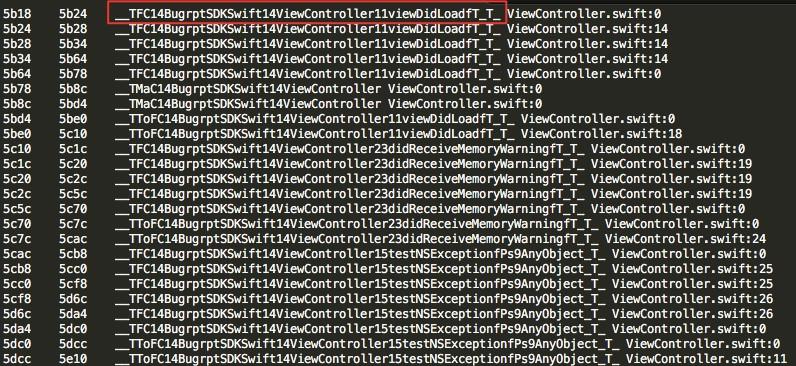 5b18 5b24 __TFC14BugrptSDKSwift14ViewController11viewDidLoadfT_T_ ViewController.swift:0
5b24 5b28 __TFC14BugrptSDKSwift14ViewController11viewDidLoadfT_T_ ViewController.swift:14
5b28 5b34 __TFC14BugrptSDKSwift14ViewController11viewDidLoadfT_T_ ViewController.swift:14
5b34 5b64 __TFC14BugrptSDKSwift14ViewController11viewDidLoadfT_T_ ViewController.swift:14
5b64 5b78 __TFC14BugrptSDKSwift14ViewController11viewDidLoadfT_T_ ViewController.swift:0
5b78 5b8c __TMaC14BugrptSDKSwift14ViewController ViewController.swift:0
5b8c 5bd4 __TMaC14BugrptSDKSwift14ViewController ViewController.swift:0
5bd4 5be0 __TToFC14BugrptSDKSwift14ViewController11viewDidLoadfT_T_ ViewController.swift:0
5be0 5c10 __TToFC14BugrptSDKSwift14ViewController11viewDidLoadfT_T_ ViewController.swift:18
5c10 5c1c __TFC14BugrptSDKSwift14ViewController23didReceiveMemoryWarningfT_T_ ViewController.swift:0
5c1c 5c20 __TFC14BugrptSDKSwift14ViewController23didReceiveMemoryWarningfT_T_ ViewController.swift:19
5c20 5c2c __TFC14BugrptSDKSwift14ViewController23didReceiveMemoryWarningfT_T_ ViewController.swift:19
5c2c 5c5c __TFC14BugrptSDKSwift14ViewController23didReceiveMemoryWarningfT_T_ ViewController.swift:19
5c5c 5c70 __TFC14BugrptSDKSwift14ViewController23didReceiveMemoryWarningfT_T_ ViewController.swift:0
5c70 5c7c __TToFC14BugrptSDKSwift14ViewController23didReceiveMemoryWarningfT_T_ ViewController.swift:0
5c7c 5cac __TToFC14BugrptSDKSwift14ViewController23didReceiveMemoryWarningfT_T_ ViewController.swift:24
5cac 5cb8 __TFC14BugrptSDKSwift14ViewController15testNSExceptionfPs9AnyObject_T_ ViewController.swift:0
5cb8 5cc0 __TFC14BugrptSDKSwift14ViewController15testNSExceptionfPs9AnyObject_T_ ViewController.swift:25
5cc0 5cf8 __TFC14BugrptSDKSwift14ViewController15testNSExceptionfPs9AnyObject_T_ ViewController.swift:25
5cf8 5d6c __TFC14BugrptSDKSwift14ViewController15testNSExceptionfPs9AnyObject_T_ ViewController.swift:26
5d6c 5da4 __TFC14BugrptSDKSwift14ViewController15testNSExceptionfPs9AnyObject_T_ ViewController.swift:26
5da4 5dc0 __TFC14BugrptSDKSwift14ViewController15testNSExceptionfPs9AnyObject_T_ ViewController.swift:0
5dc0 5dcc __TToFC14BugrptSDKSwift14ViewController15testNSExceptionfPs9AnyObject_T_ ViewController.swift:0
5dcc 5e10 __TToFC14BugrptSDKSwift14ViewController15testNSExceptionfPs9AnyObject_T_ ViewController.swift:11